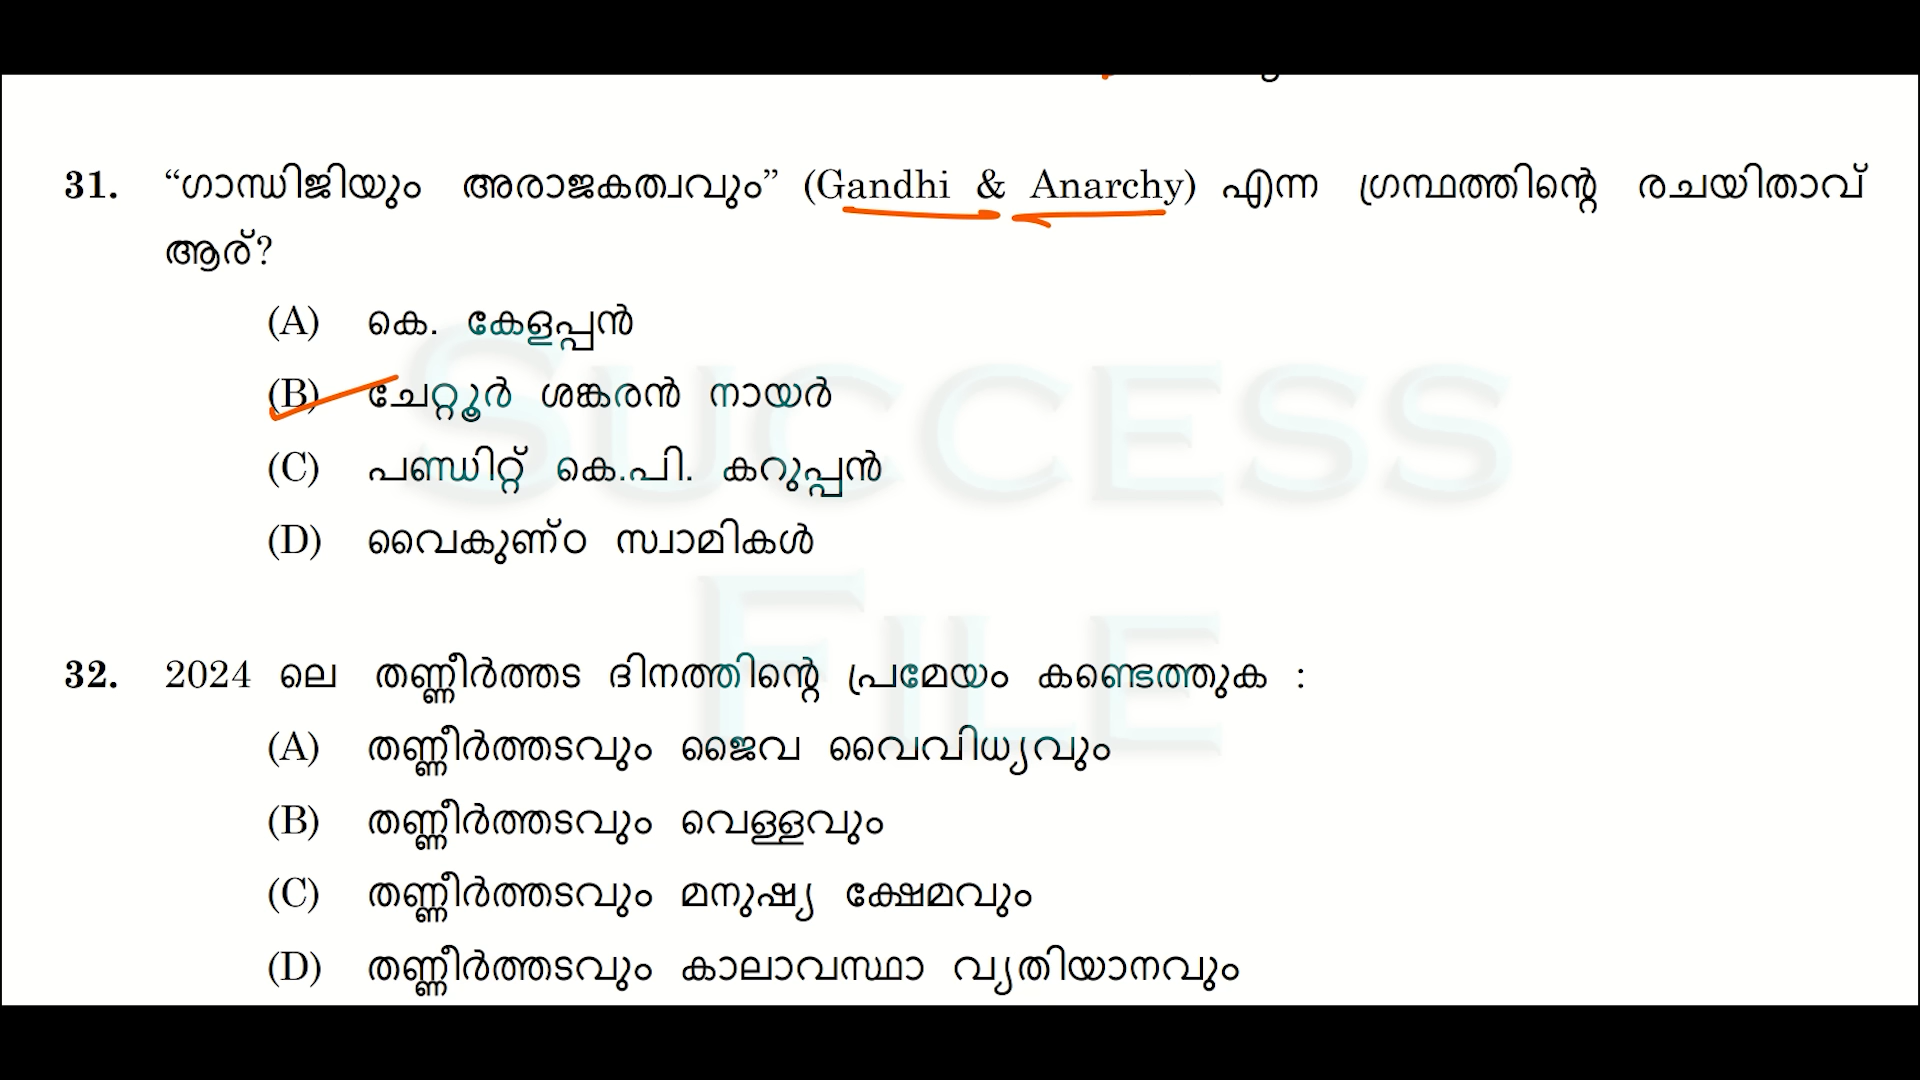 31. “ഗാന്ധിജിയും അരാജകത്വവും” (Gandhi & Anarchy) എന്ന ഗ്രന്ഥത്തിന്റെ രചയിതാവ്
ആര്?
(A) കെ. കേളപ്പൻ
(B) ചേറ്റൂർ ശങ്കരൻ നായർ
(C) പണ്ഡിറ്റ് കെ.പി. കറുപ്പൻ
(D) വൈകുണ്ഠ സ്വാമികൾ
SUCCESS
FILE
32. 2024 ലെ തണ്ണീർത്തട ദിനത്തിന്റെ പ്രമേയം കണ്ടെത്തുക :
(A) തണ്ണീർത്തടവും ജൈവ വൈവിധ്യവും
(B) തണ്ണീർത്തടവും വെള്ളവും
(C) തണ്ണീർത്തടവും മനുഷ്യ ക്ഷേമവും
(D) തണ്ണീർത്തടവും കാലാവസ്ഥാ വ്യതിയാനവും